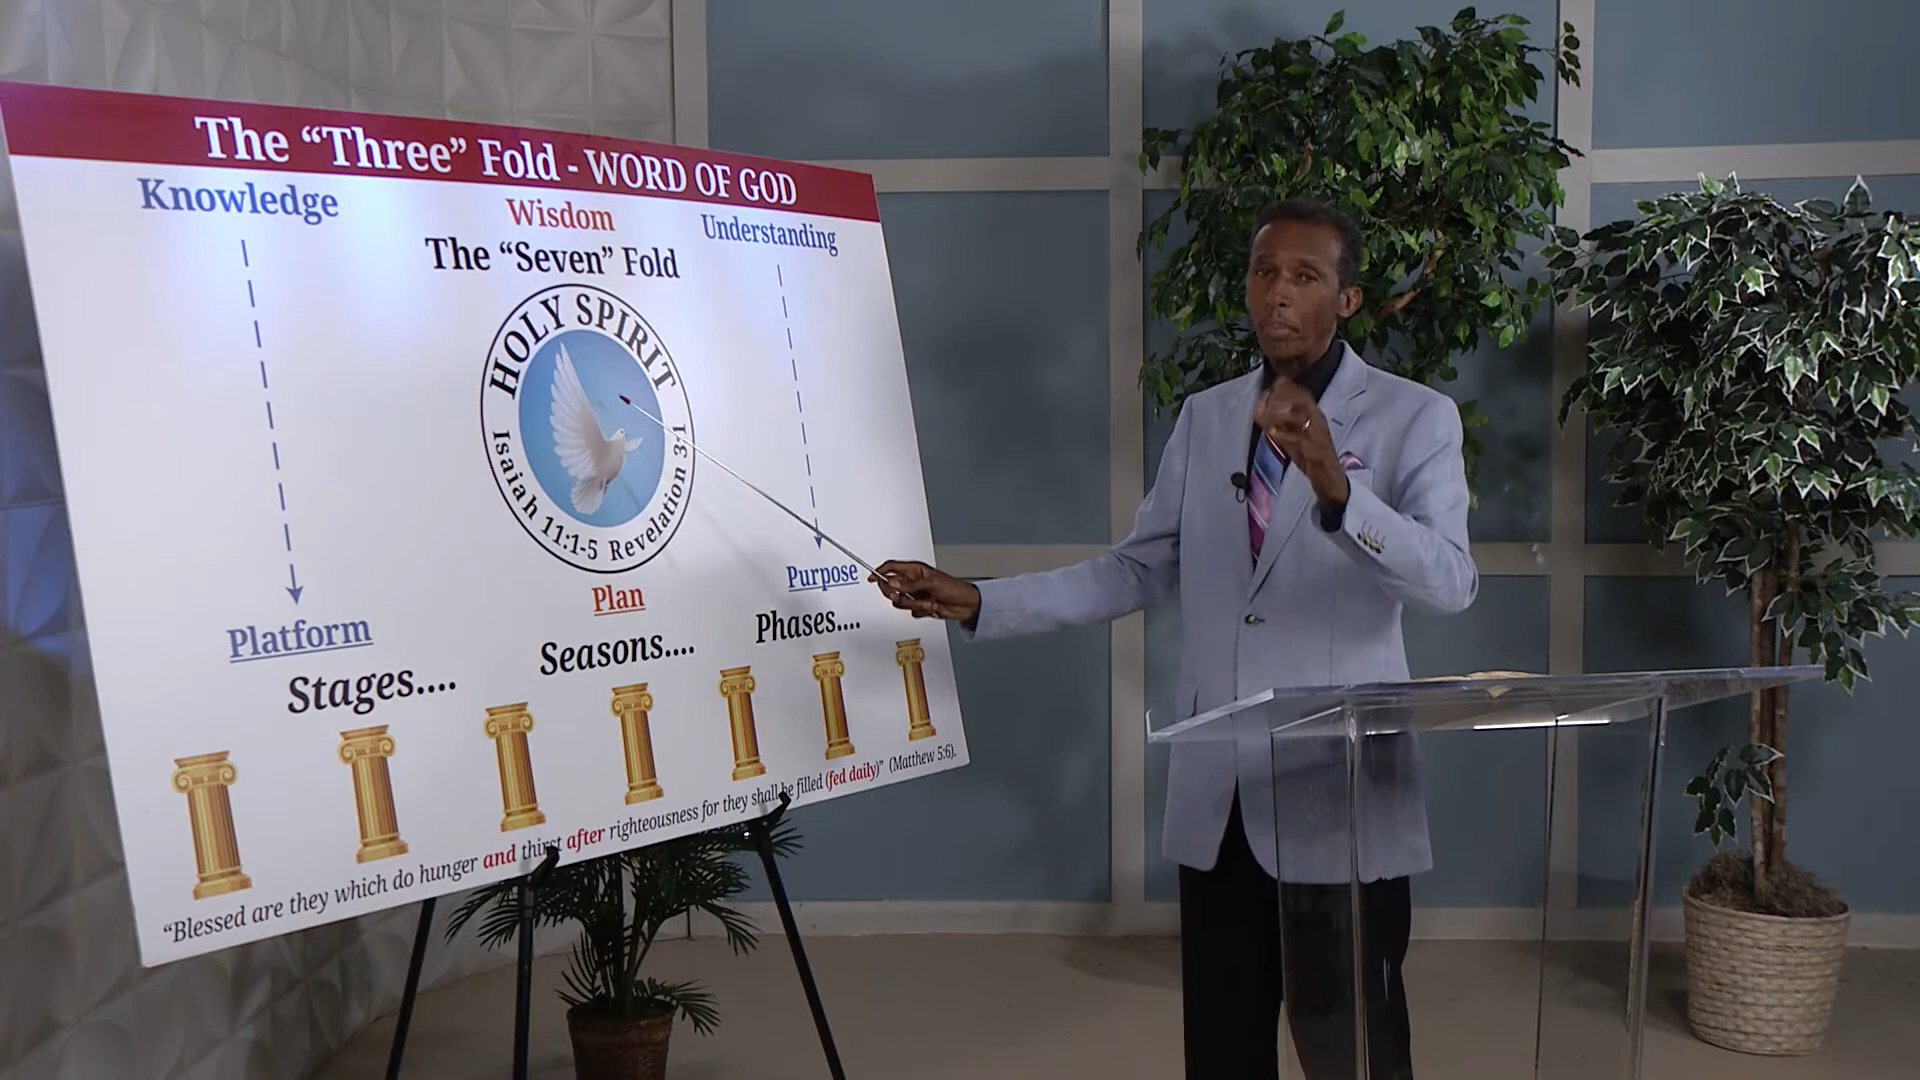 The “Three” Fold - WORD OF GOD
Knowledge
Wisdom
Understanding
The “Seven” Fold
HOLY SPIRIT
Isaiah 11:1-5 Revelation 3:1
Platform
Plan
Purpose
Stages....
Seasons....
Phases....
“Blessed are they which do hunger and thirst after righteousness for they shall be filled (fed daily)” (Matthew 5:6).